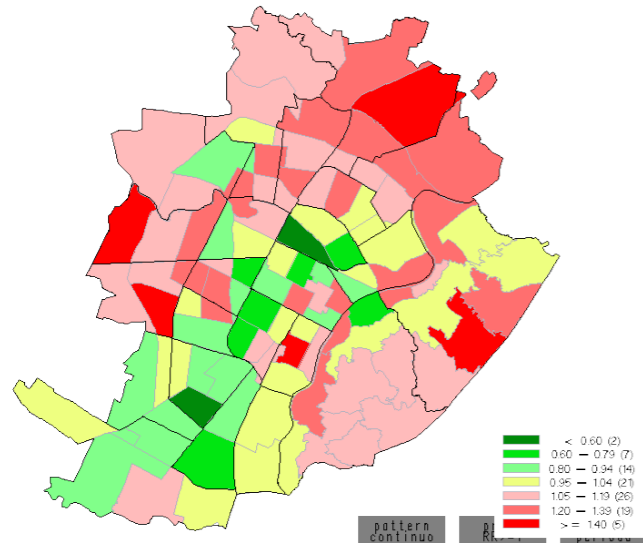 < 0.60 (2)
0.60 – 0.79 (7)
0.80 – 0.94 (14)
0.95 – 1.04 (21)
1.05 – 1.19 (26)
1.20 – 1.39 (19)
>= 1.40 (5)
pattern
continuo